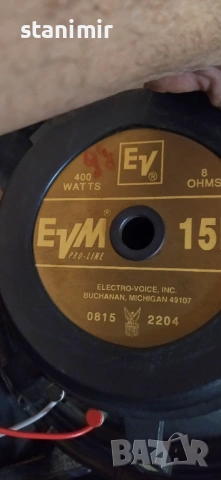 stanimir
400
WATTS
98
EV®
8
OHMS
EVM® 15
PRO-LINE
ELECTRO-VOICE, INC.
BUCHANAN, MICHIGAN 49107
0815 2204
BAZAR